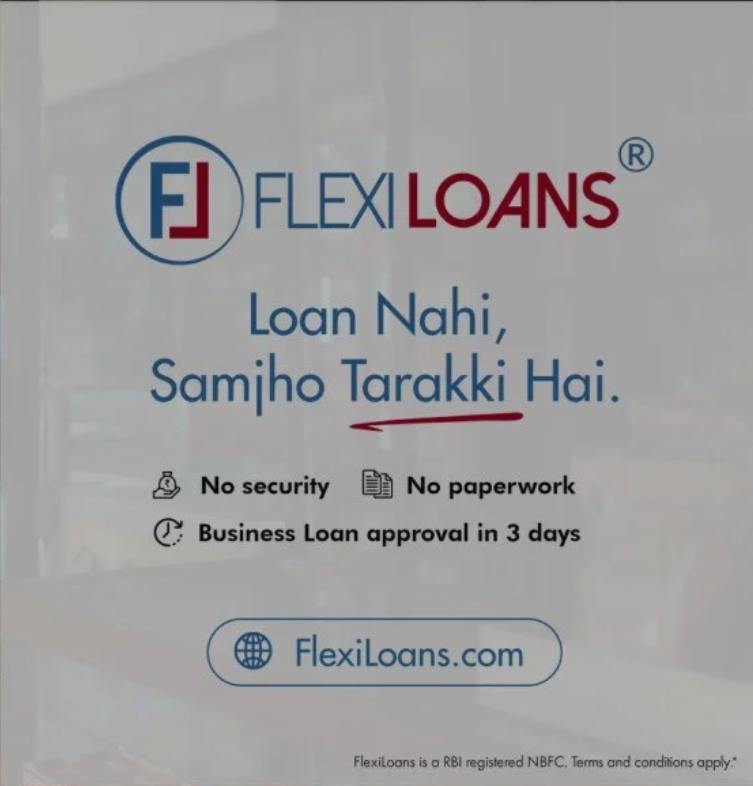 FL FLEXILOANS®
Loan Nahi,
Samjho Tarakki Hai.
No security No paperwork
Business Loan approval in 3 days
FlexiLoans.com
FlexiLoans is a RBI registered NBFC. Terms and conditions apply.*